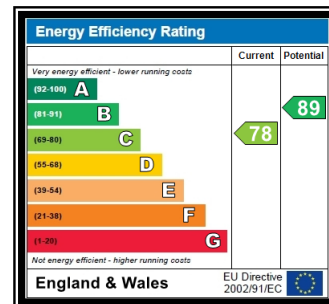 Energy Efficiency Rating
Current Potential
Very energy efficient - lower running costs
(92-100) A
(81-91) B
(69-80) C
(55-68) D
(39-54) E
(21-38) F
(1-20) G
78
89
Not energy efficient - higher running costs
England & Wales
EU Directive
2002/91/EC